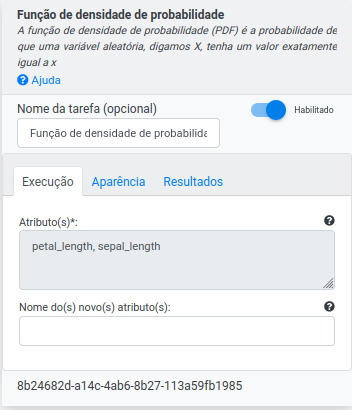 Função de densidade de probabilidade
A função de densidade de probabilidade (PDF) é a probabilidade de
que uma variável aleatória, digamos X, tenha um valor exatamente
igual a x
Ajuda
Nome da tarefa (opcional)
Habilitado
Função de densidade de probabilida
Execução Aparência Resultados
Atributo(s)*:
petal_length, sepal_length
Nome do(s) novo(s) atributo(s):
8b24682d-a14c-4ab6-8b27-113a59fb1985